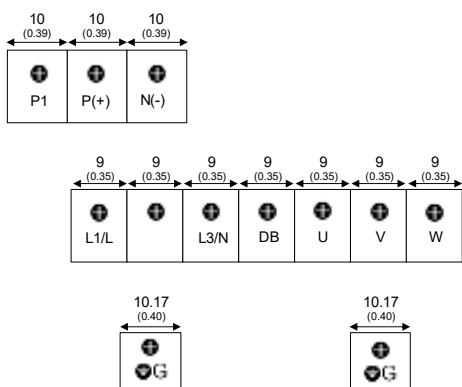 10 10 10
(0.39) (0.39) (0.39)
P1 P(+) N(-)
9 9 9 9 9 9 9
(0.35) (0.35) (0.35) (0.35) (0.35) (0.35) (0.35)
L1/L L3/N DB U V W
10.17 10.17
(0.40) (0.40)
G G